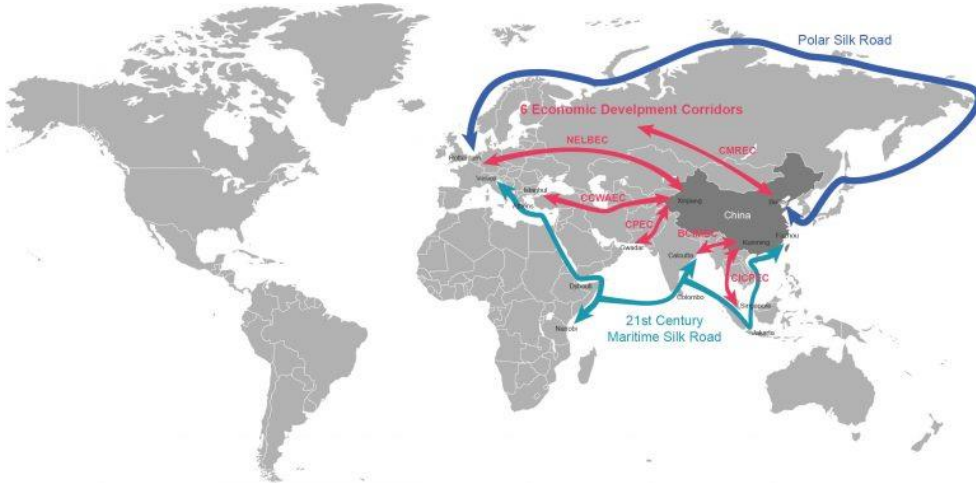 Polar Silk Road
6 Economic Develpment Corridors
NELBEC
CMREC
Rotterdam
Venice
Istanbul
Athens
CCWAEC
Xinjiang
China
CPEC
BCIMEC
Fuzhou
Kunming
Gwadar
Calcutta
CICPEC
Djibouti
Colombo
Singapore
Nairobi
21st Century
Maritime Silk Road
Jakarta